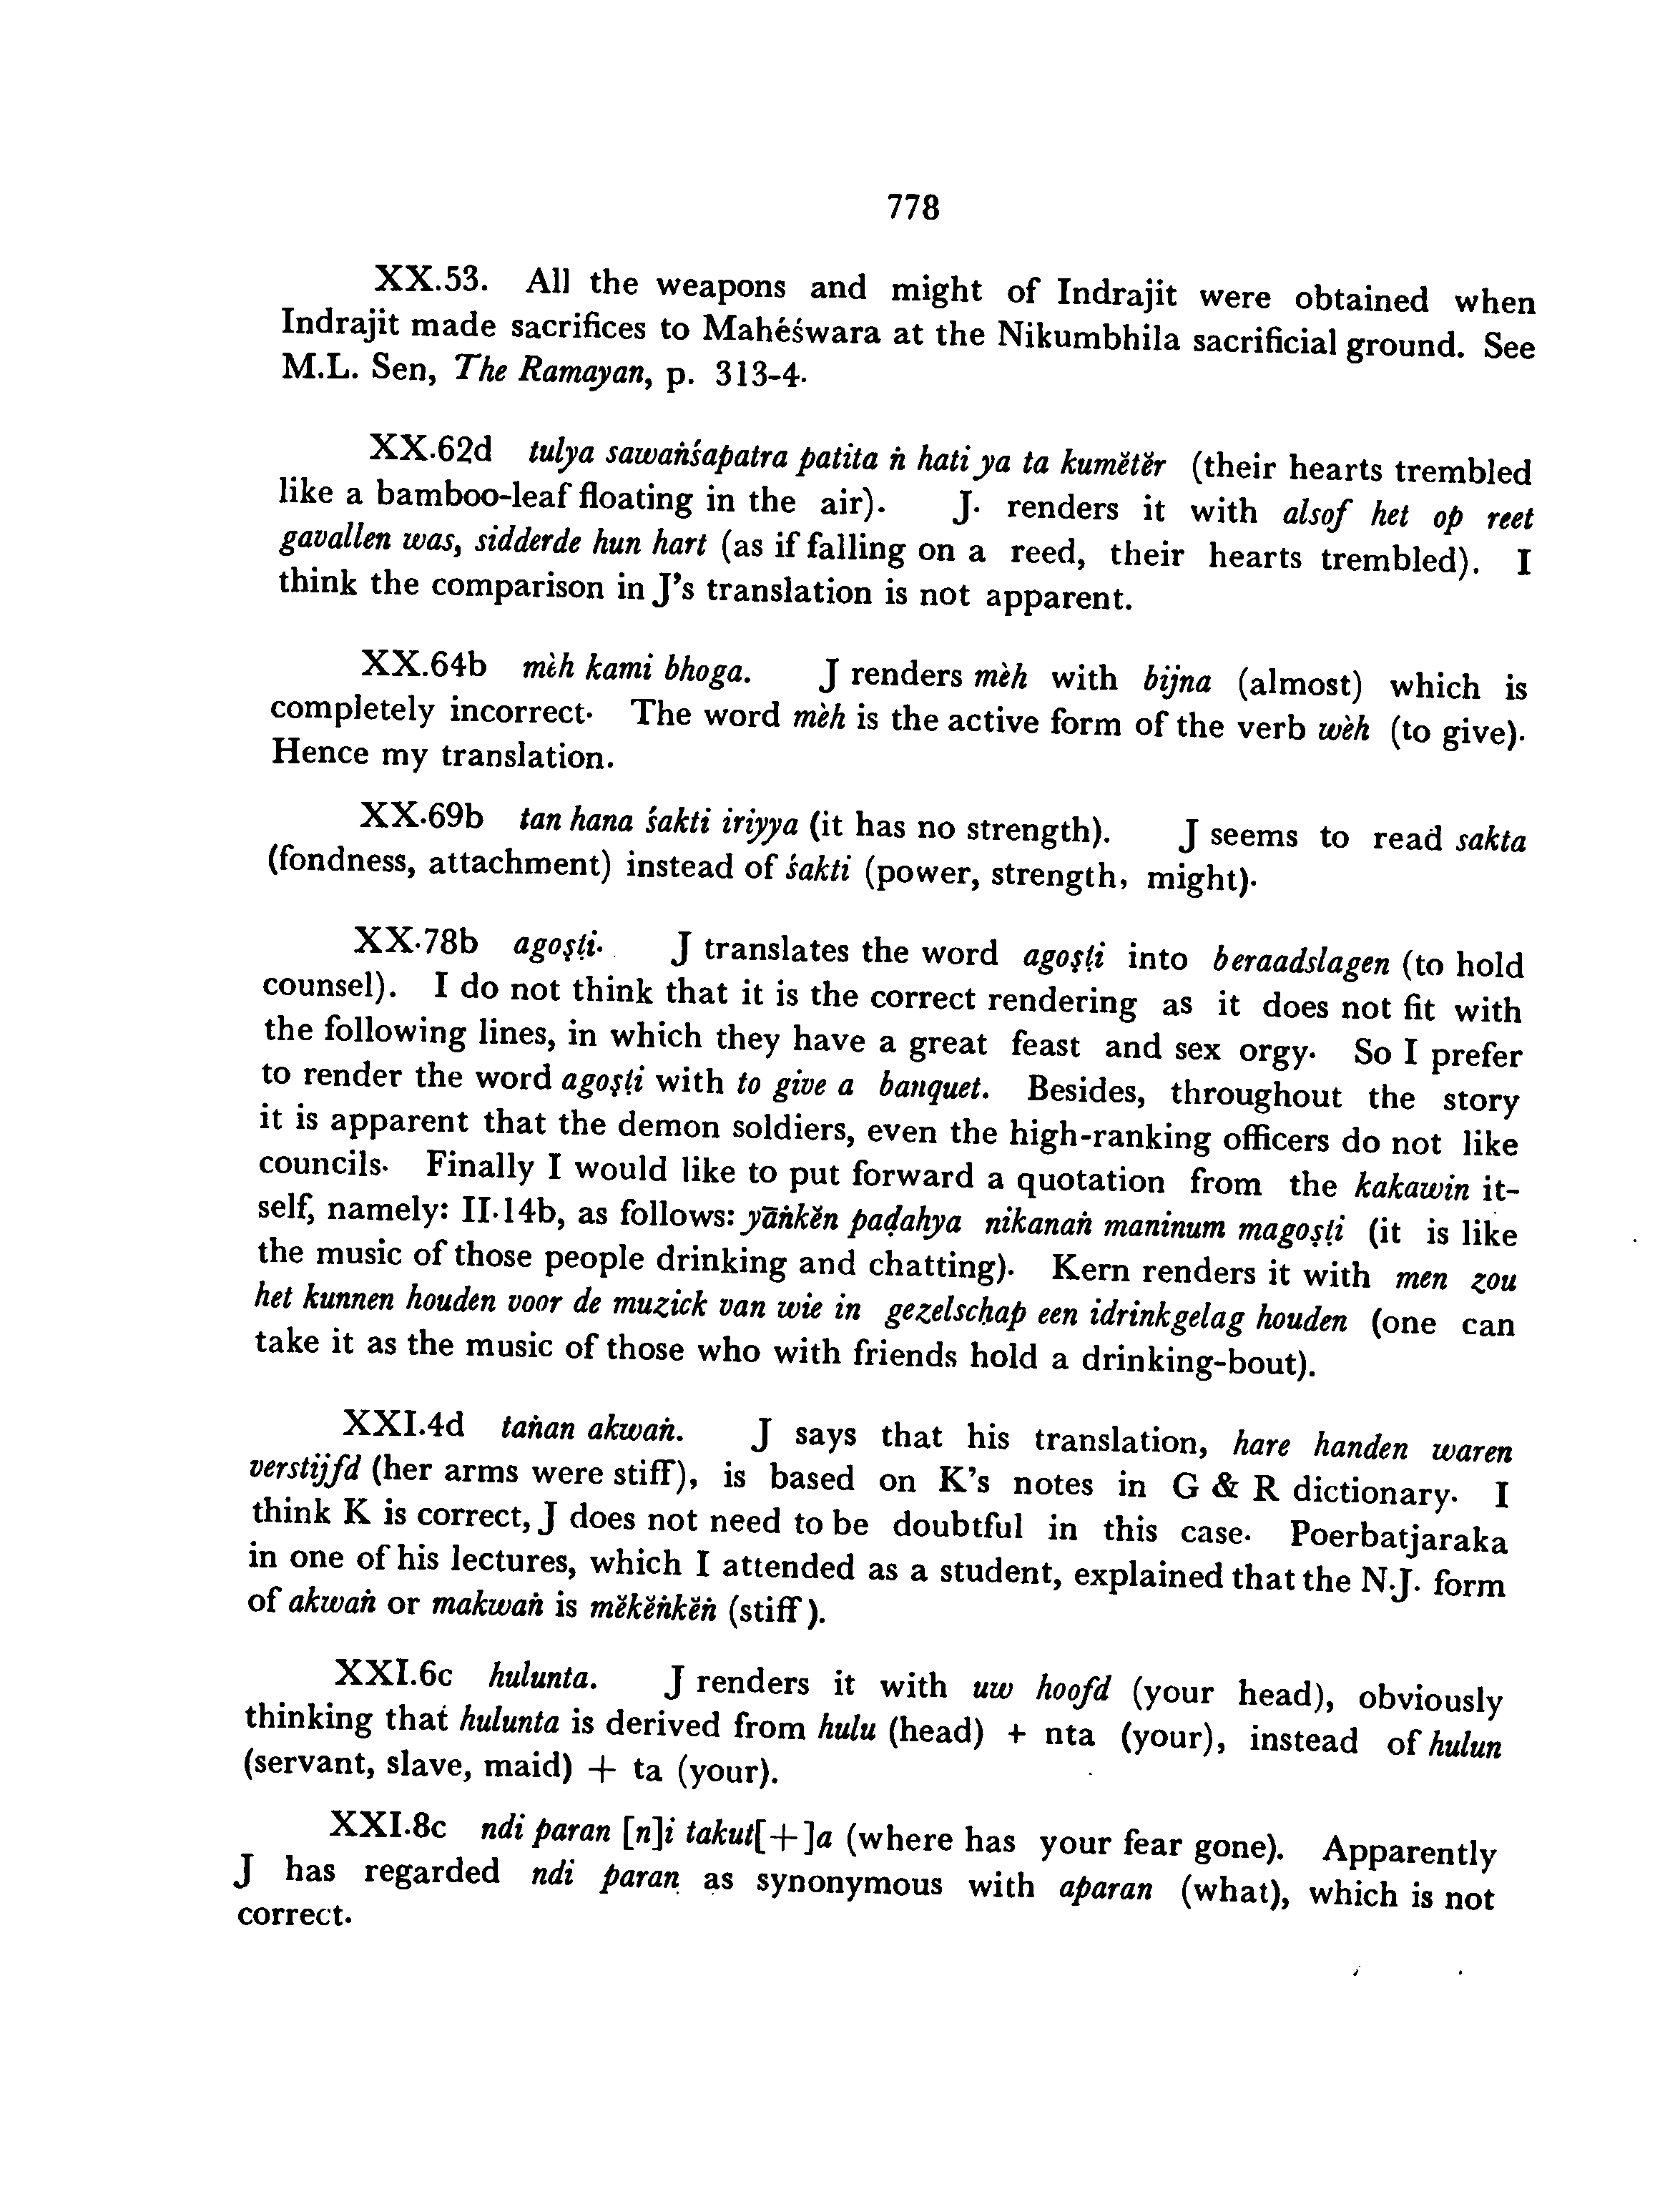 778
XX.53. All the weapons and might of Indrajit were obtained when
Indrajit made sacrifices to Mahéśwara at the Nikumbhila sacrificial ground. See
M.L. Sen, The Ramayan, p. 313-4.
XX.62d tulya sawaṅśapatra patita ṅ hati ya ta kumĕtĕr (their hearts trembled
like a bamboo-leaf floating in the air). J. renders it with alsof het op reet
gavallen was, sidderde hun hart (as if falling on a reed, their hearts trembled). I
think the comparison in J's translation is not apparent.
XX.64b mèh kami bhoga. J renders mèh with bijna (almost) which is
completely incorrect. The word mèh is the active form of the verb wèh (to give).
Hence my translation.
XX.69b tan hana śakti iriyya (it has no strength). J seems to read sakta
(fondness, attachment) instead of śakti (power, strength, might).
XX.78b agoṣṭi. J translates the word agoṣṭi into beraadslagen (to hold
counsel). I do not think that it is the correct rendering as it does not fit with
the following lines, in which they have a great feast and sex orgy. So I prefer
to render the word agoṣṭi with to give a banquet. Besides, throughout the story
it is apparent that the demon soldiers, even the high-ranking officers do not like
councils. Finally I would like to put forward a quotation from the kakawin it-
self, namely: II.14b, as follows: yāṅkĕn paḍahya nikanaṅ maninum magoṣṭi (it is like
the music of those people drinking and chatting). Kern renders it with men zou
het kunnen houden voor de muzick van wie in gezelschap een idrinkgelag houden (one can
take it as the music of those who with friends hold a drinking-bout).
XXI.4d taṅan akwaṅ. J says that his translation, hare handen waren
verstijfd (her arms were stiff), is based on K's notes in G & R dictionary. I
think K is correct, J does not need to be doubtful in this case. Poerbatjaraka
in one of his lectures, which I attended as a student, explained that the N.J. form
of akwaṅ or makwaṅ is mĕkĕṅkĕṅ (stiff).
XXI.6c hulunta. J renders it with uw hoofd (your head), obviously
thinking that hulunta is derived from hulu (head) + nta (your), instead of hulun
(servant, slave, maid) + ta (your).
XXI.8c ndi paran [n]i takut[+]a (where has your fear gone). Apparently
J has regarded ndi paran as synonymous with aparan (what), which is not
correct.